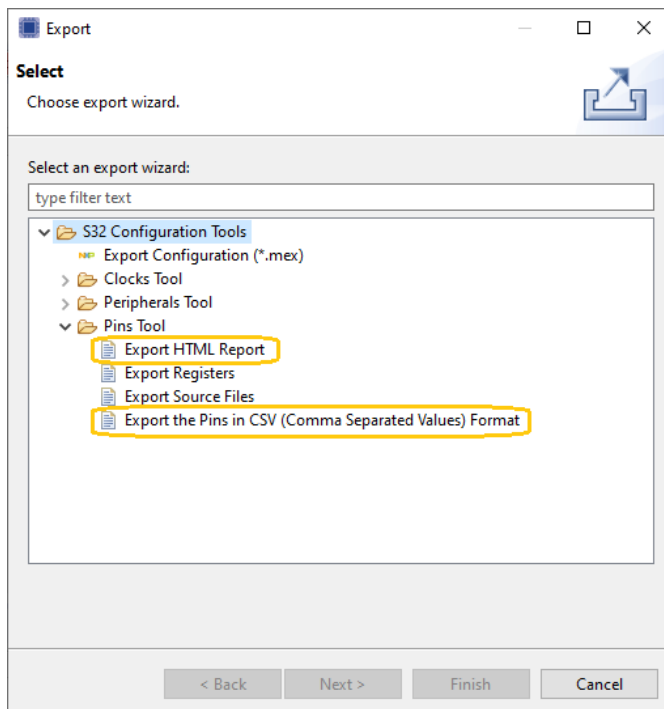 Export
Select
Choose export wizard.
Select an export wizard:
type filter text
S32 Configuration Tools
NXP Export Configuration (*.mex)
Clocks Tool
Peripherals Tool
Pins Tool
Export HTML Report
Export Registers
Export Source Files
Export the Pins in CSV (Comma Separated Values) Format
< Back Next > Finish Cancel